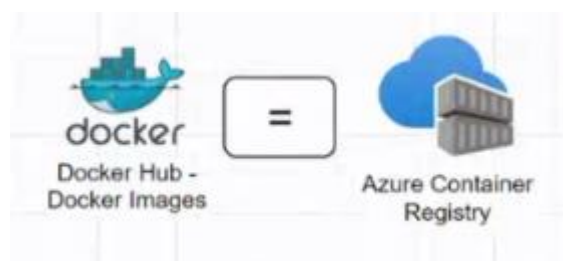 docker
Docker Hub -
Docker Images
=
Azure Container
Registry